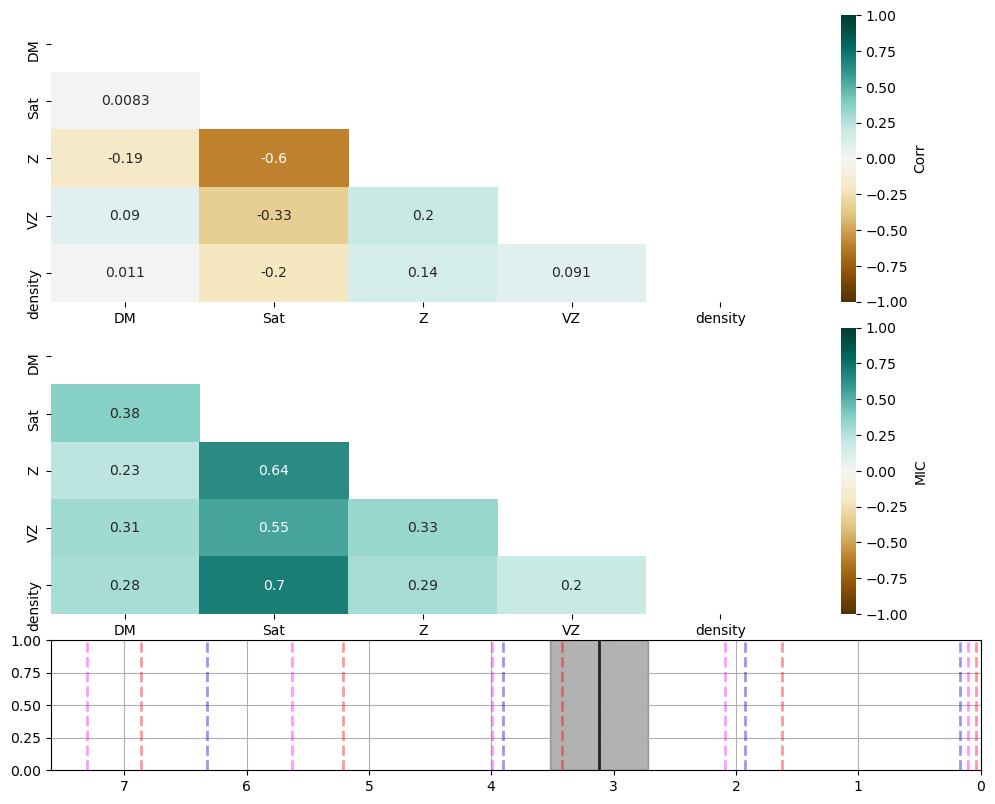 DM
Sat
Z
VZ
density
0.0083
-0.19 -0.6
0.09 -0.33 0.2
0.011 -0.2 0.14 0.091
DM Sat Z VZ density
1.00
0.75
0.50
0.25
0.00
−0.25
−0.50
−0.75
−1.00
Corr
DM
Sat
Z
VZ
density
0.38
0.23 0.64
0.31 0.55 0.33
0.28 0.7 0.29 0.2
DM Sat Z VZ density
1.00
0.75
0.50
0.25
0.00
−0.25
−0.50
−0.75
−1.00
MIC
1.00
0.75
0.50
0.25
0.00
7 6 5 4 3 2 1 0